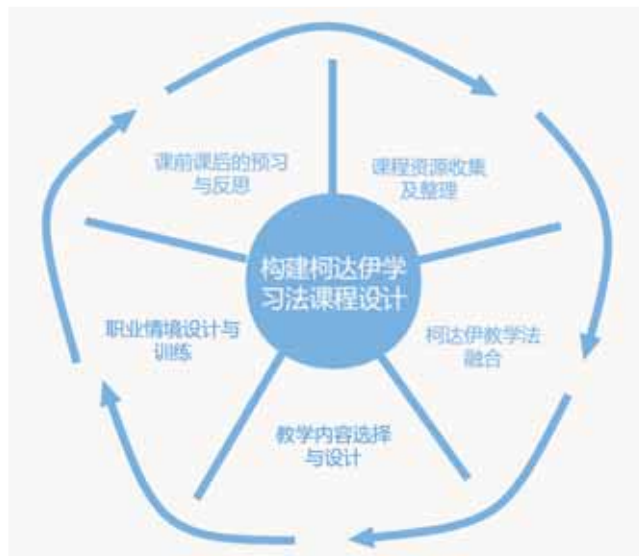 课前课后的预习
与反思
课程资源收集
及整理
构建柯达伊学
习法课程设计
职业情境设计与
训练
柯达伊教学法
融合
教学内容选择
与设计